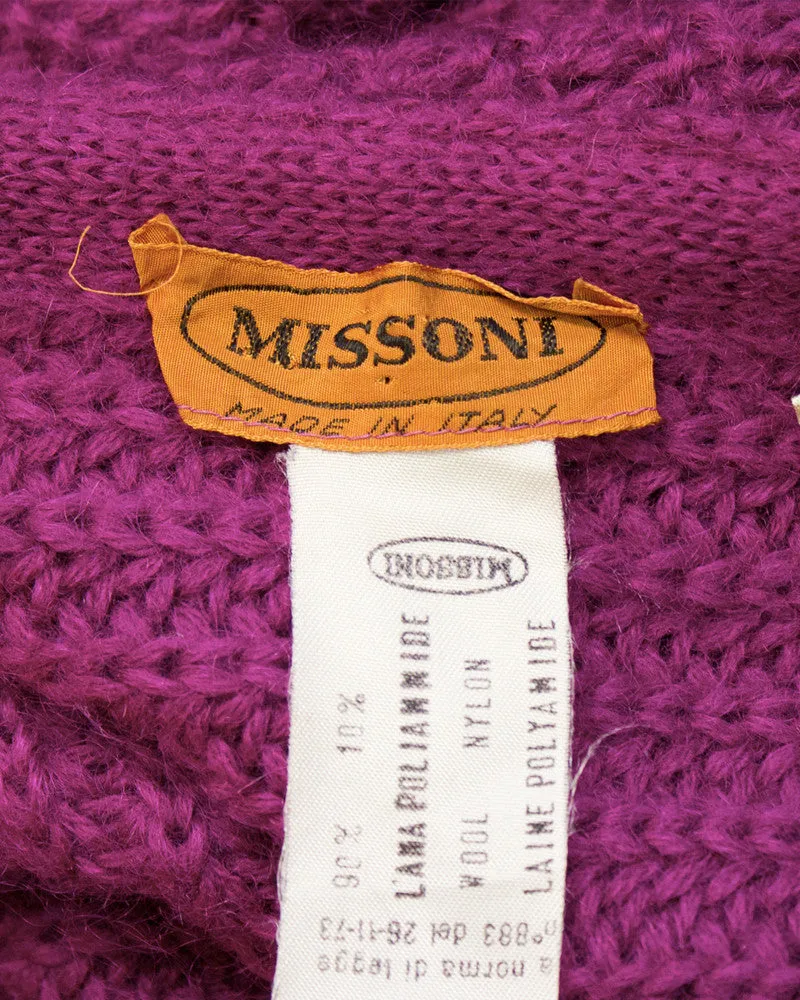 MISSONI
MADE IN ITALY
MISSONI
90% 10%
LANA POLIAMMIDE
WOOL NYLON
LAINE POLYAMIDE
a norma di legge
n°883 del 26-11-73